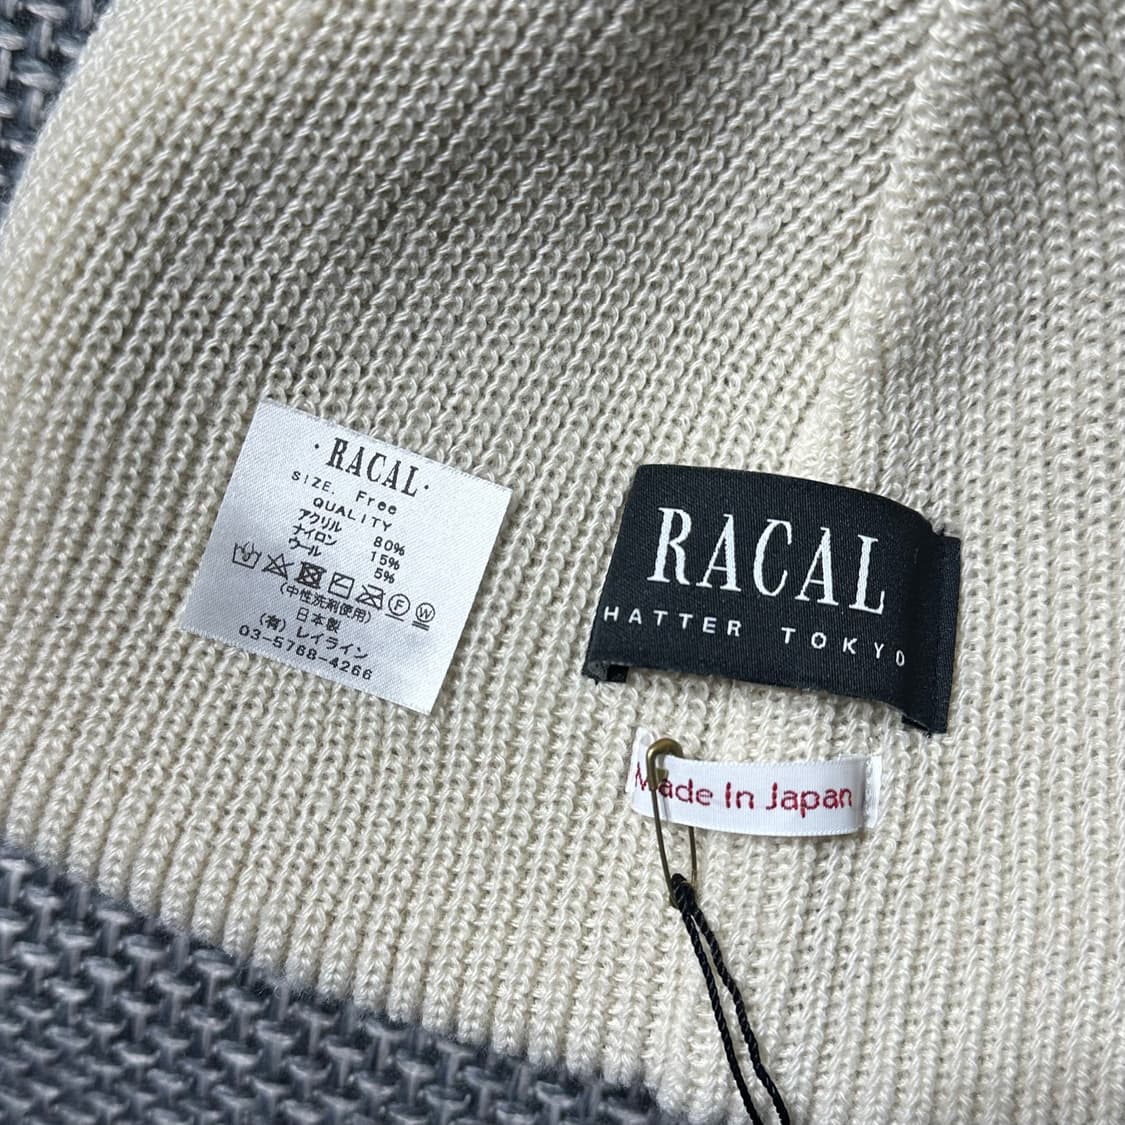 ・RACAL・
SIZE. Free
QUALITY
アクリル 80%
ナイロン 15%
ウール 5%
(中性洗剤使用)
日本製
(有) レイライン
03-5768-4266
RACAL
HATTER TOKYO
Made In Japan